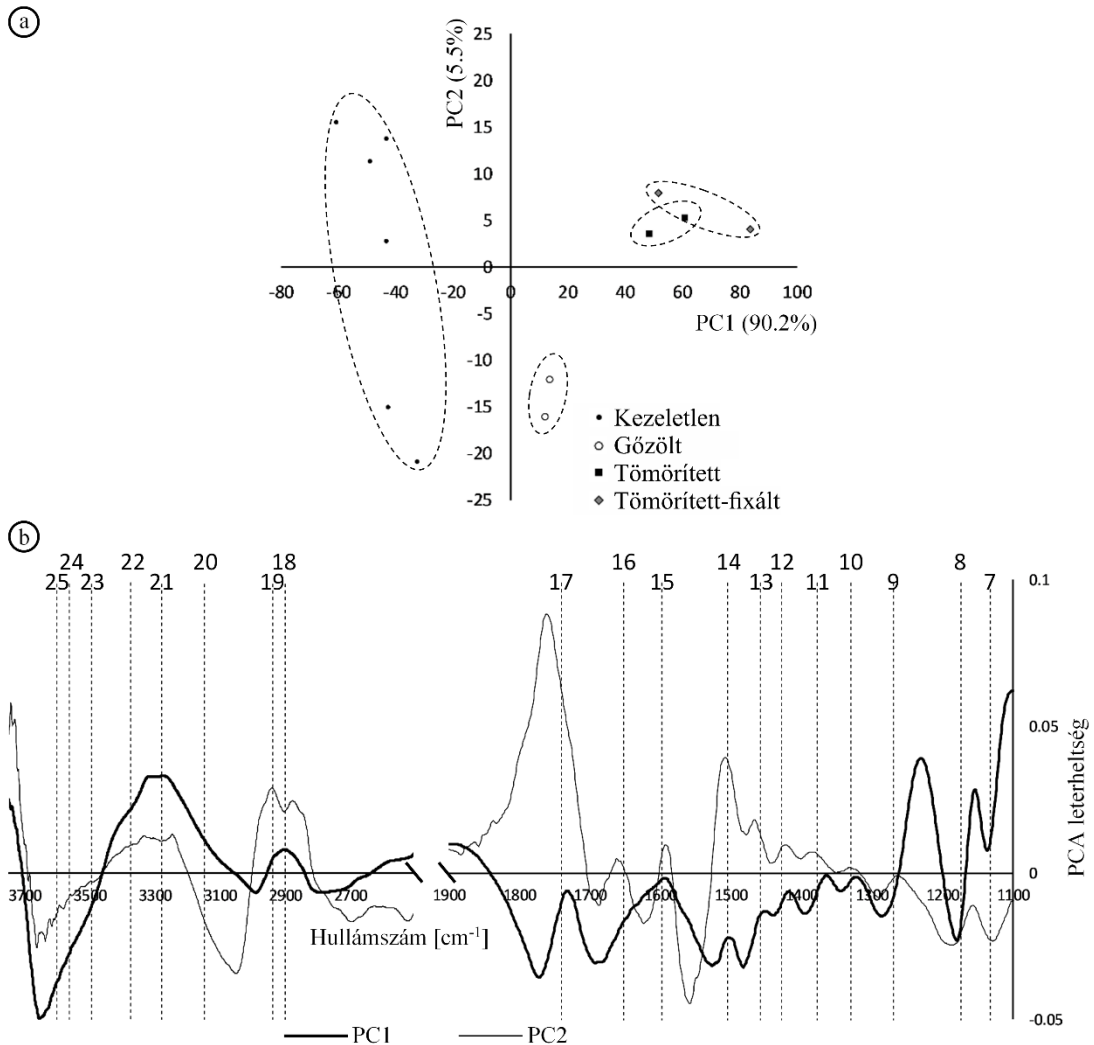 a
PC2 (5.5%)
25
20
15
10
5
0
-5
-10
-15
-20
-25
-80 -60 -40 -20 0 20 40 60 80 100
PC1 (90.2%)
Kezeletlen
Gőzölt
Tömörített
Tömörített-fixált
b
24 22 20 18 16 14 12 10 8
25 23 21 19 17 15 13 11 9 7
0.1
0.05
0
-0.05
PCA leterheltség
3700 3500 3300 3100 2900 2700 1900 1800 1700 1600 1500 1400 1300 1200 1100
Hullámszám [cm⁻¹]
PC1 PC2